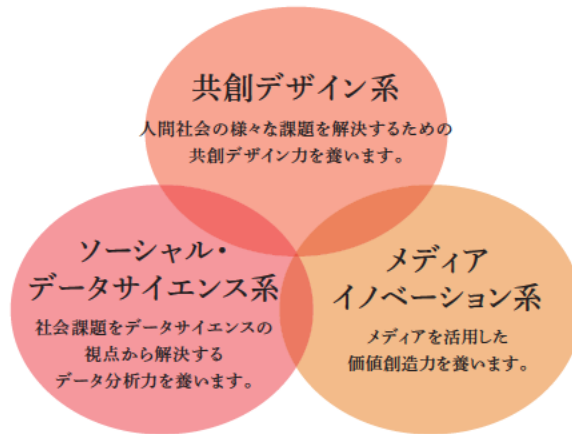 共創デザイン系
人間社会の様々な課題を解決するための
共創デザイン力を養います。
ソーシャル・
データサイエンス系
社会課題をデータサイエンスの
視点から解決する
データ分析力を養います。
メディア
イノベーション系
メディアを活用した
価値創造力を養います。